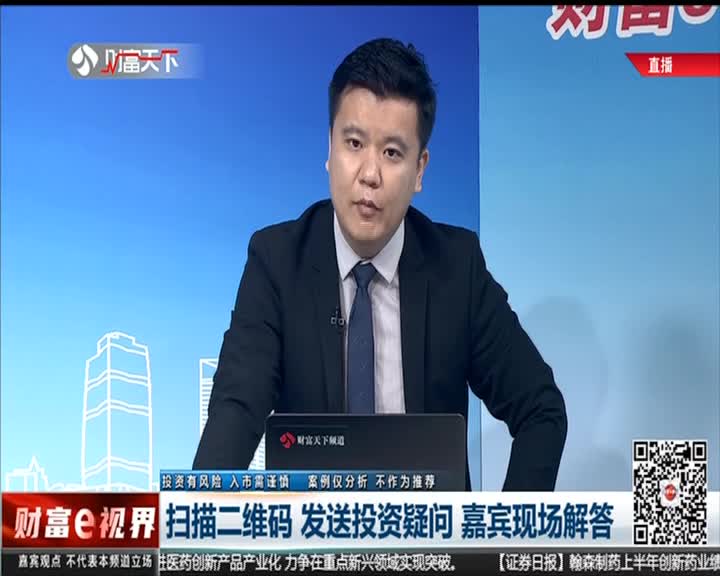 财富天下
财富e
直播
财富天下频道
投资有风险 入市需谨慎 案例仅分析 不作为推荐
财富e视界
扫描二维码 发送投资疑问 嘉宾现场解答
嘉宾观点 不代表本频道立场
医药创新产品产业化 力争在重点新兴领域实现突破。 【证券日报】翰森制药上半年创新药业绩